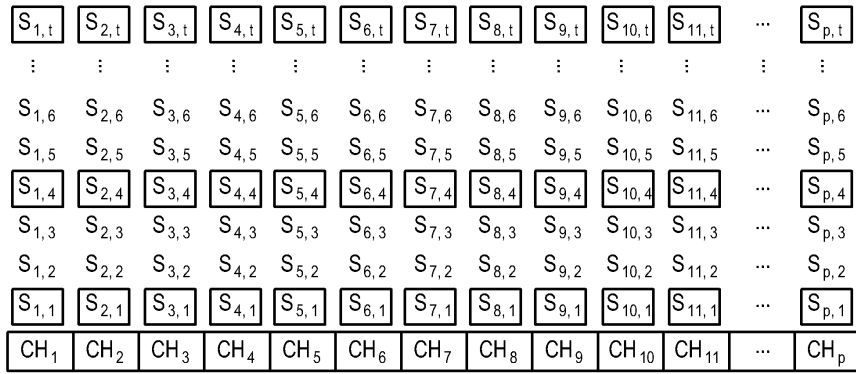 S1, t S2, t S3, t S4, t S5, t S6, t S7, t S8, t S9, t S10, t S11, t ... Sp, t
⋮ ⋮ ⋮ ⋮ ⋮ ⋮ ⋮ ⋮ ⋮ ⋮ ⋮ ⋮ ⋮
S1, 6 S2, 6 S3, 6 S4, 6 S5, 6 S6, 6 S7, 6 S8, 6 S9, 6 S10, 6 S11, 6 ... Sp, 6
S1, 5 S2, 5 S3, 5 S4, 5 S5, 5 S6, 5 S7, 5 S8, 5 S9, 5 S10, 5 S11, 5 ... Sp, 5
S1, 4 S2, 4 S3, 4 S4, 4 S5, 4 S6, 4 S7, 4 S8, 4 S9, 4 S10, 4 S11, 4 ... Sp, 4
S1, 3 S2, 3 S3, 3 S4, 3 S5, 3 S6, 3 S7, 3 S8, 3 S9, 3 S10, 3 S11, 3 ... Sp, 3
S1, 2 S2, 2 S3, 2 S4, 2 S5, 2 S6, 2 S7, 2 S8, 2 S9, 2 S10, 2 S11, 2 ... Sp, 2
S1, 1 S2, 1 S3, 1 S4, 1 S5, 1 S6, 1 S7, 1 S8, 1 S9, 1 S10, 1 S11, 1 ... Sp, 1
CH1 CH2 CH3 CH4 CH5 CH6 CH7 CH8 CH9 CH10 CH11 ... CHp